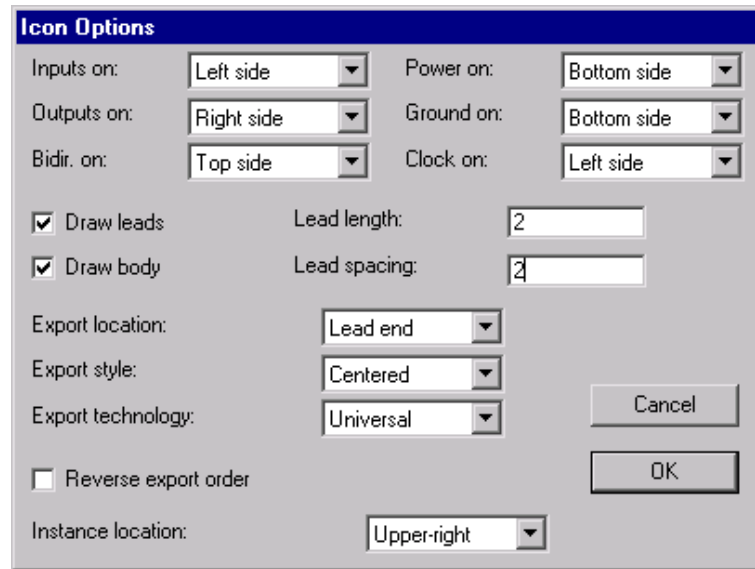 Icon Options
Inputs on: Left side Power on: Bottom side
Outputs on: Right side Ground on: Bottom side
Bidir. on: Top side Clock on: Left side
Draw leads Lead length: 2
Draw body Lead spacing: 2
Export location: Lead end
Export style: Centered
Export technology: Universal
Cancel
Reverse export order
OK
Instance location: Upper-right